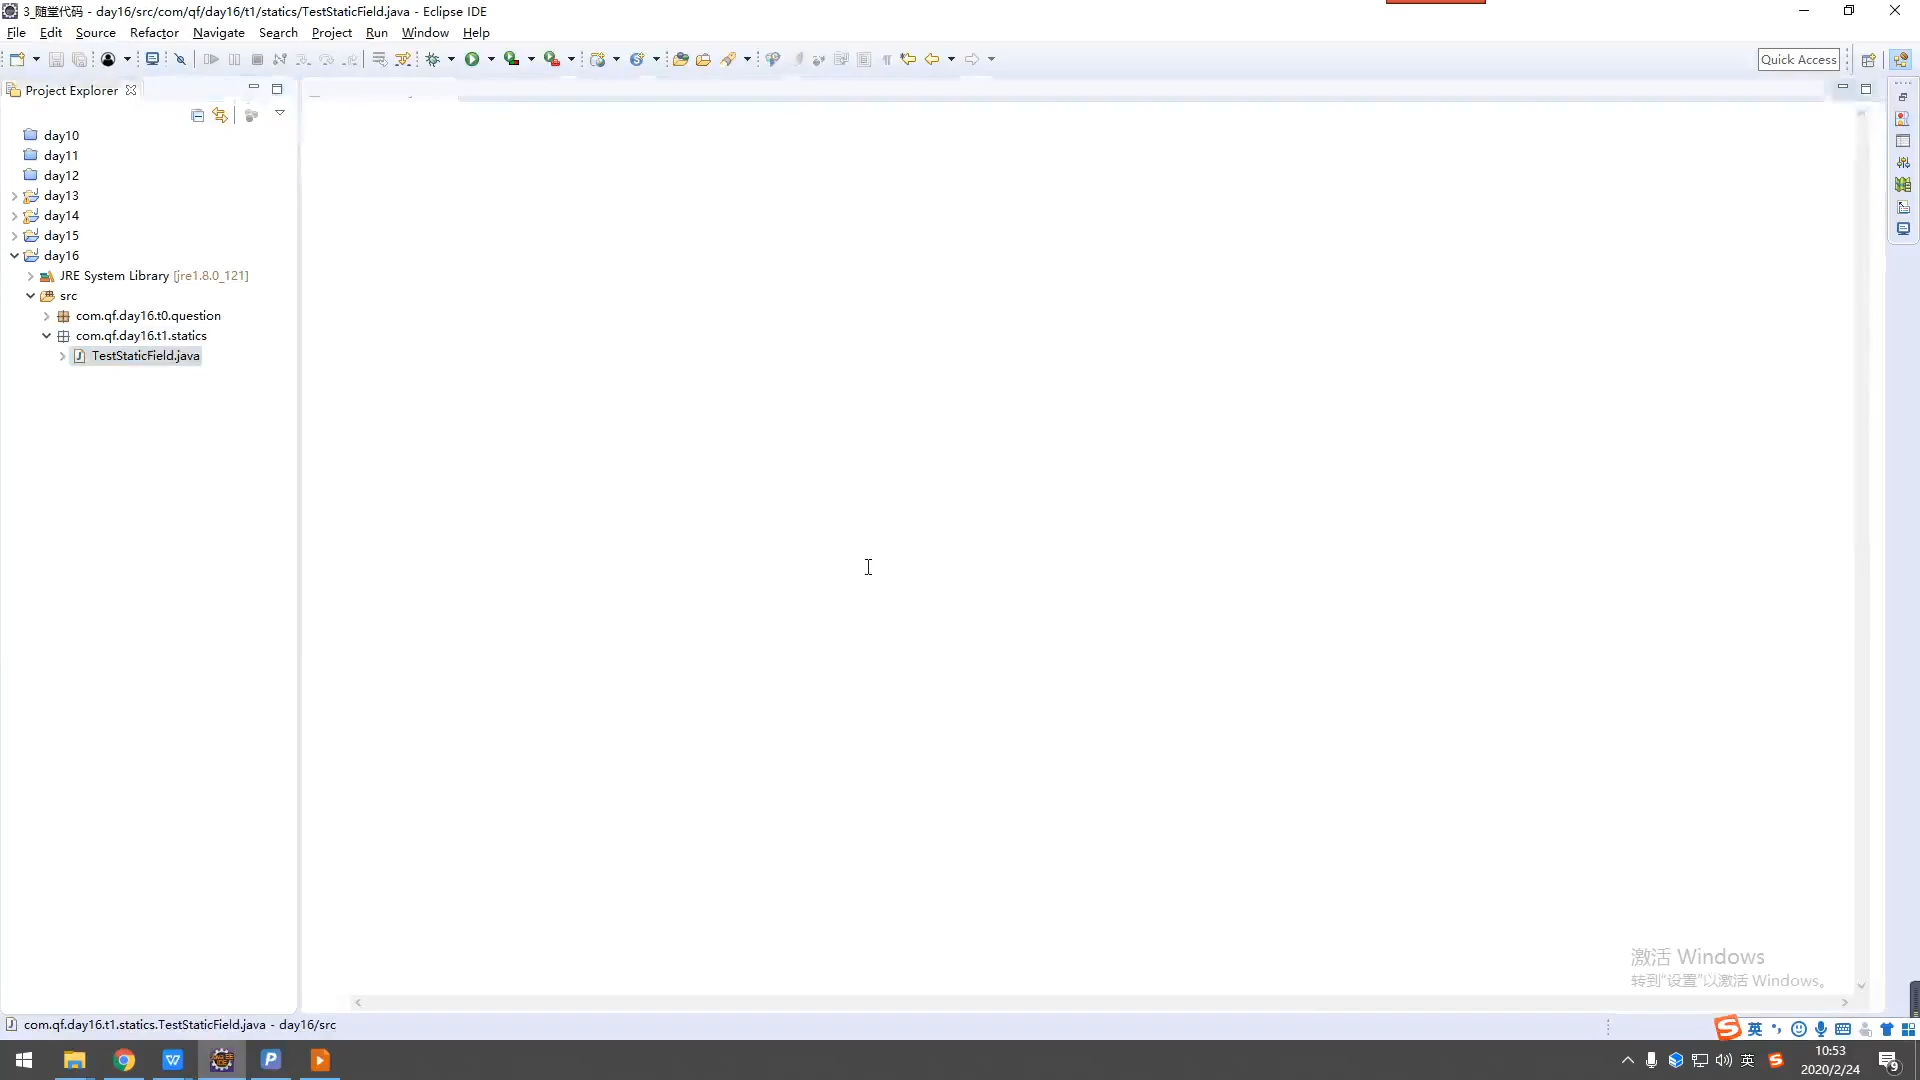 3_随堂代码 - day16/src/com/qf/day16/t1/statics/TestStaticField.java - Eclipse IDE
File Edit Source Refactor Navigate Search Project Run Window Help
Quick Access
Project Explorer
day10
day11
day12
day13
day14
day15
day16
JRE System Library [jre1.8.0_121]
src
com.qf.day16.t0.question
com.qf.day16.t1.statics
TestStaticField.java
激活 Windows
转到“设置”以激活 Windows。
com.qf.day16.t1.statics.TestStaticField.java - day16/src
英
英
10:53
2020/2/24
9